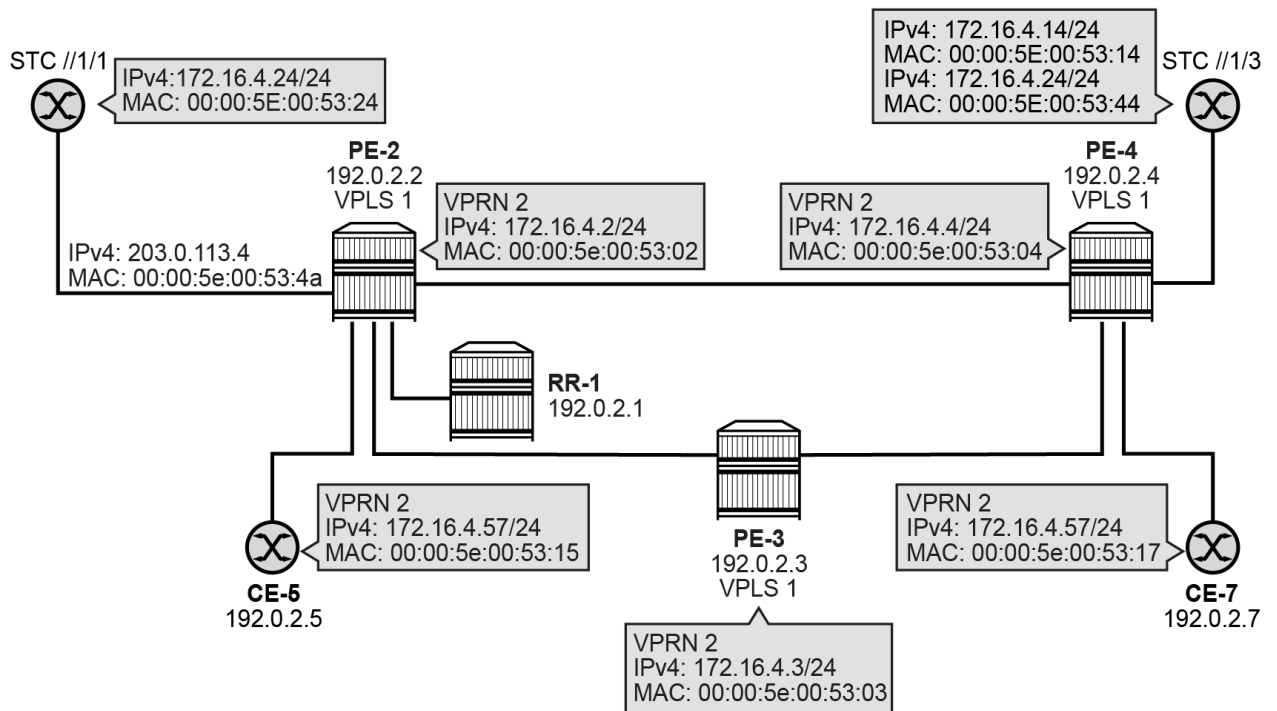 STC //1/1
IPv4:172.16.4.24/24
MAC: 00:00:5E:00:53:24
IPv4: 172.16.4.14/24
MAC: 00:00:5E:00:53:14
IPv4: 172.16.4.24/24
MAC: 00:00:5E:00:53:44
STC //1/3
PE-2
192.0.2.2
VPLS 1
VPRN 2
IPv4: 172.16.4.2/24
MAC: 00:00:5e:00:53:02
VPRN 2
IPv4: 172.16.4.4/24
MAC: 00:00:5e:00:53:04
PE-4
192.0.2.4
VPLS 1
IPv4: 203.0.113.4
MAC: 00:00:5e:00:53:4a
RR-1
192.0.2.1
VPRN 2
IPv4: 172.16.4.57/24
MAC: 00:00:5e:00:53:15
CE-5
192.0.2.5
PE-3
192.0.2.3
VPLS 1
VPRN 2
IPv4: 172.16.4.57/24
MAC: 00:00:5e:00:53:17
CE-7
192.0.2.7
VPRN 2
IPv4: 172.16.4.3/24
MAC: 00:00:5e:00:53:03